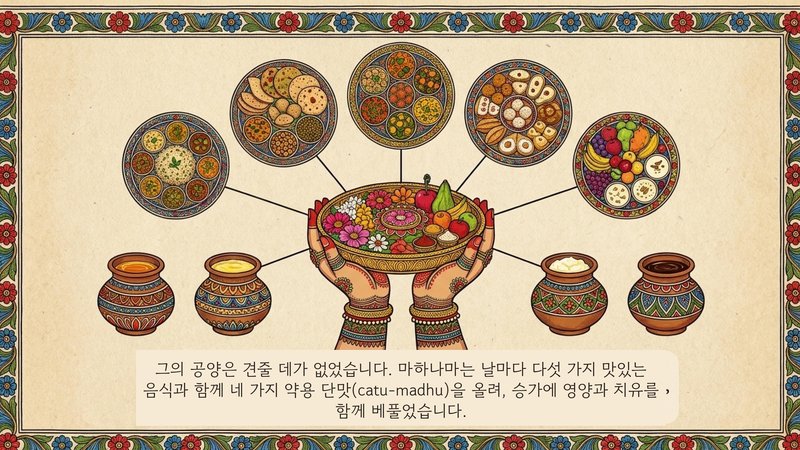 그의 공양은 견줄 데가 없었습니다. 마하나마는 날마다 다섯 가지 맛있는
음식과 함께 네 가지 약용 단맛(catu-madhu)을 올려, 승가에 영양과 치유를 ,
함께 베풀었습니다.